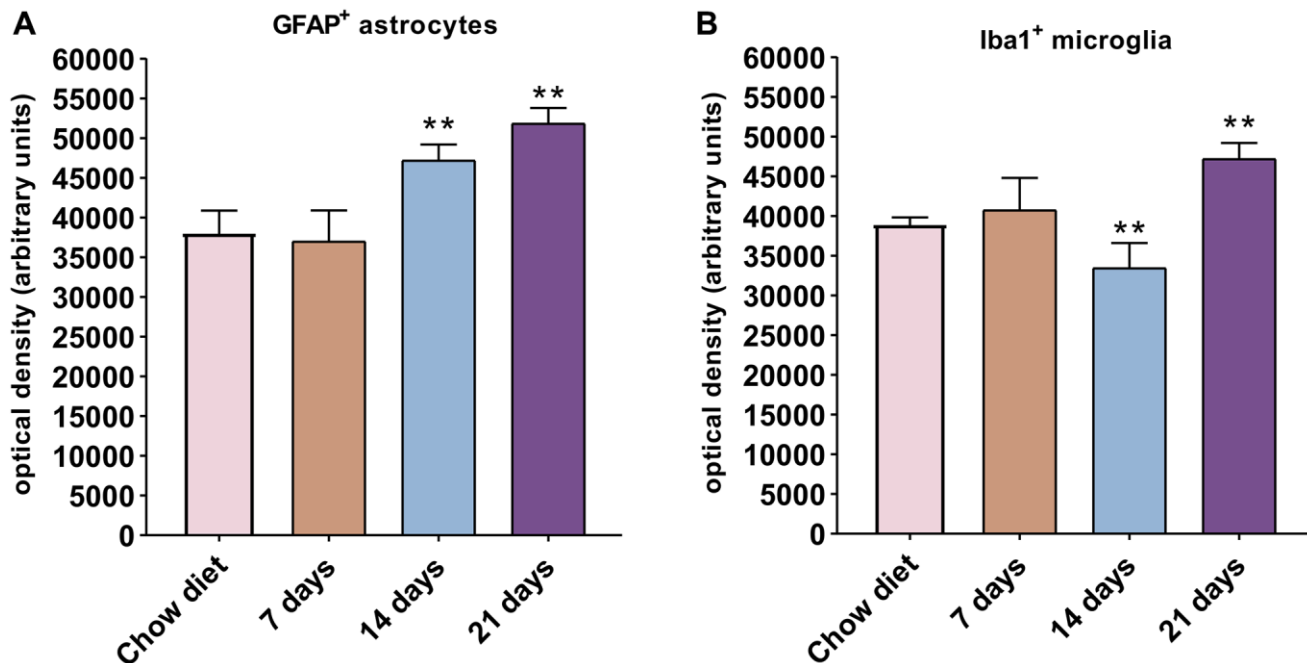 A
GFAP+ astrocytes
optical density (arbitrary units)
60000
55000
50000
45000
40000
35000
30000
25000
20000
15000
10000
5000
0
**
**
Chow diet
7 days
14 days
21 days
B
Iba1+ microglia
optical density (arbitrary units)
60000
55000
50000
45000
40000
35000
30000
25000
20000
15000
10000
5000
0
**
**
Chow diet
7 days
14 days
21 days